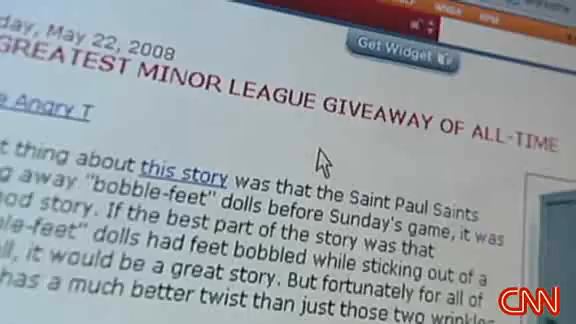 Get Widget
day, May 22, 2008
GREATEST MINOR LEAGUE GIVEAWAY OF ALL-TIME
e Angry T
t thing about this story was that the Saint Paul Saints
g away "bobble-feet" dolls before Sunday's game, it was
ood story. If the best part of the story was that
le-feet" dolls had feet bobbled while sticking out of a
ll, it would be a great story. But fortunately for all of
has a much better twist than just those two wrinkles
CNN